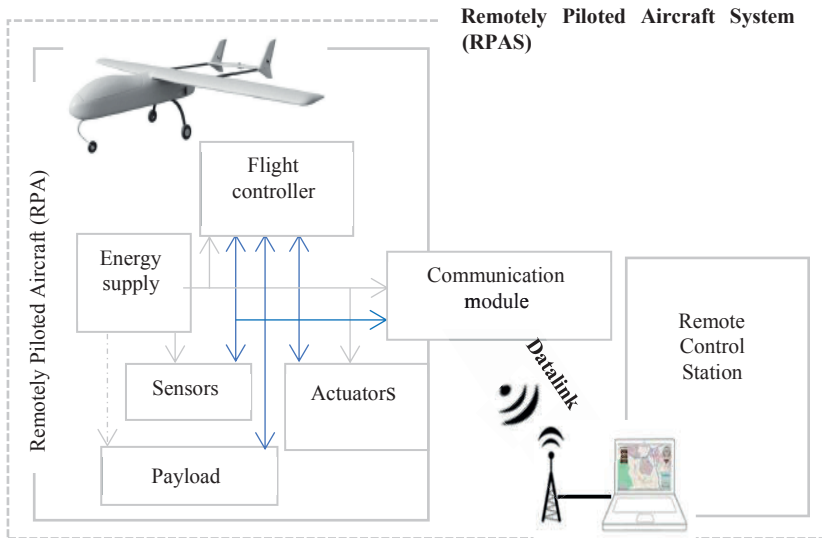 Remotely Piloted Aircraft System
(RPAS)
Remotely Piloted Aircraft (RPA)
Flight
controller
Energy
supply
Communication
module
Remote
Control
Station
Datalink
Sensors
Actuators
Payload